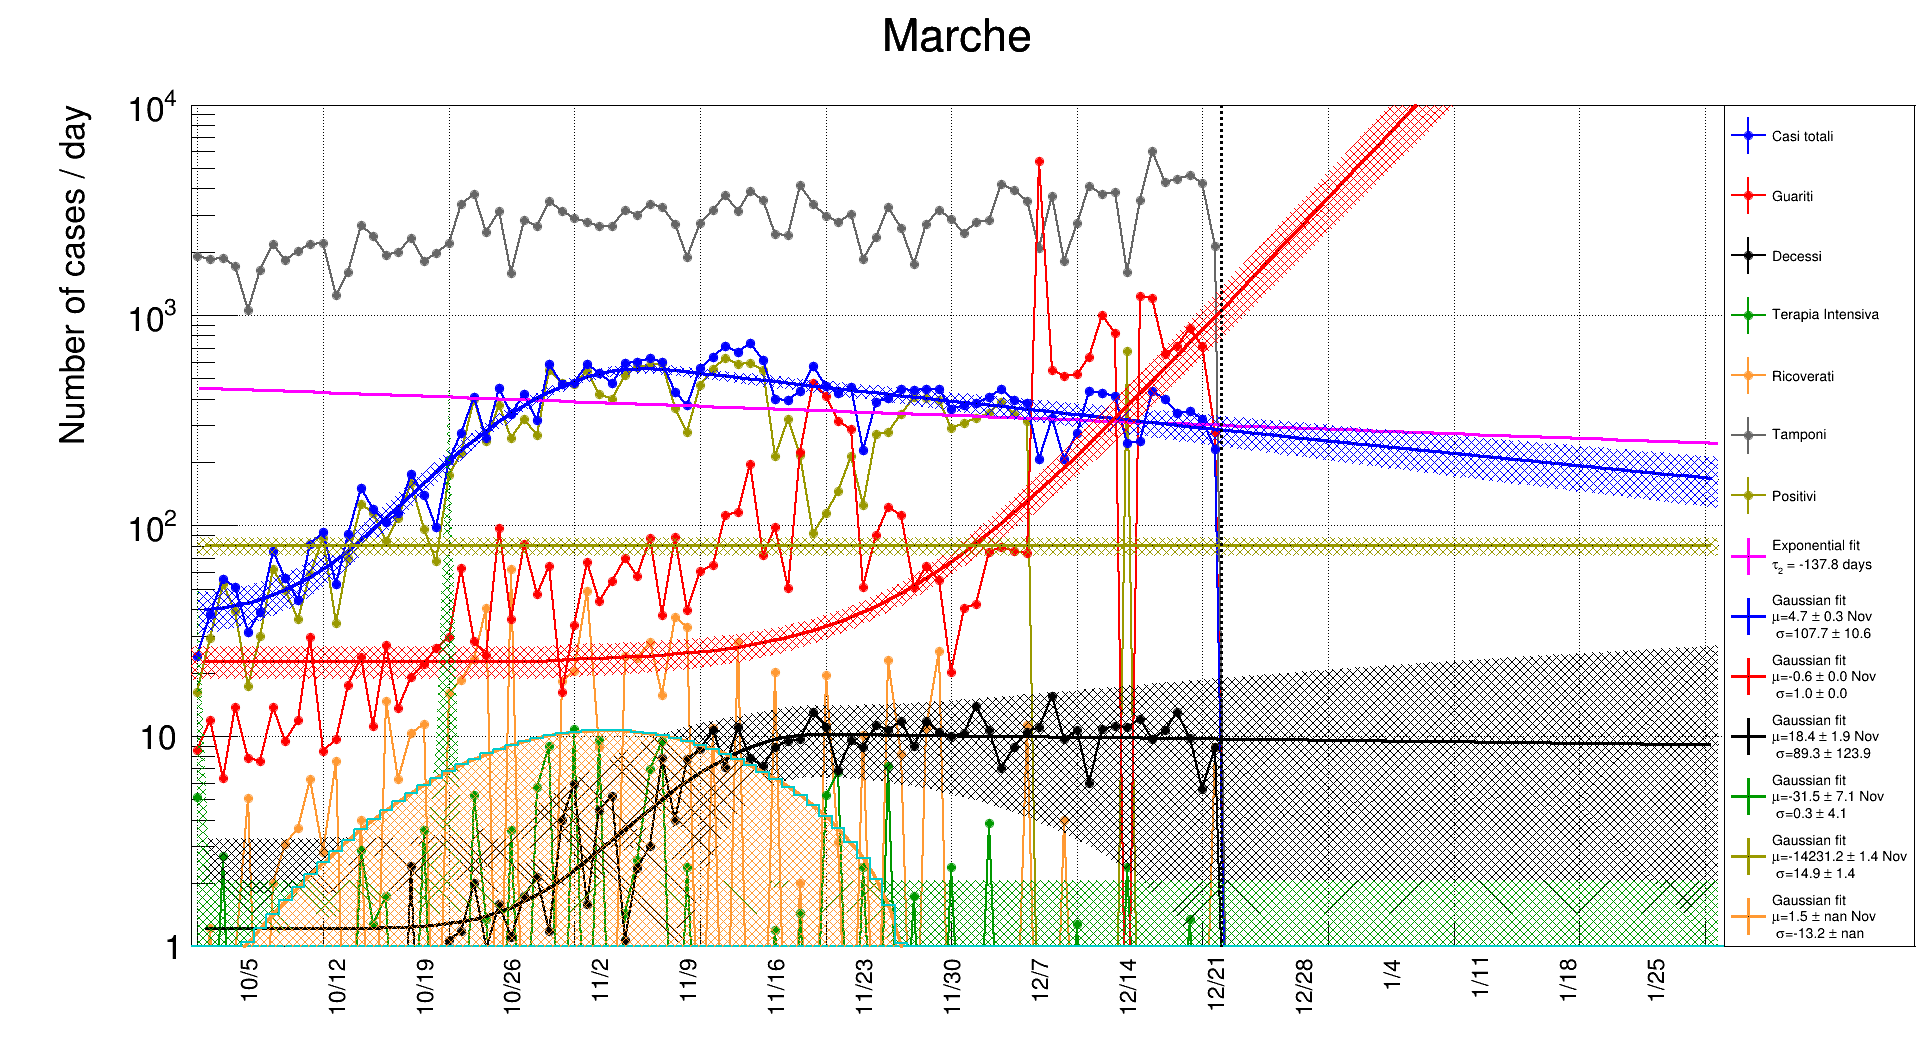 Marche
Number of cases / day
10⁴
10³
10²
10
1
10/5
10/12
10/19
10/26
11/2
11/9
11/16
11/23
11/30
12/7
12/14
12/21
12/28
1/4
1/11
1/18
1/25
Casi totali
Guariti
Decessi
Terapia Intensiva
Ricoverati
Tamponi
Positivi
Exponential fit
τ₂ = -137.8 days
Gaussian fit
μ=4.7 ± 0.3 Nov
σ=107.7 ± 10.6
Gaussian fit
μ=-0.6 ± 0.0 Nov
σ=1.0 ± 0.0
Gaussian fit
μ=18.4 ± 1.9 Nov
σ=89.3 ± 123.9
Gaussian fit
μ=-31.5 ± 7.1 Nov
σ=0.3 ± 4.1
Gaussian fit
μ=-14231.2 ± 1.4 Nov
σ=14.9 ± 1.4
Gaussian fit
μ=1.5 ± nan Nov
σ=-13.2 ± nan